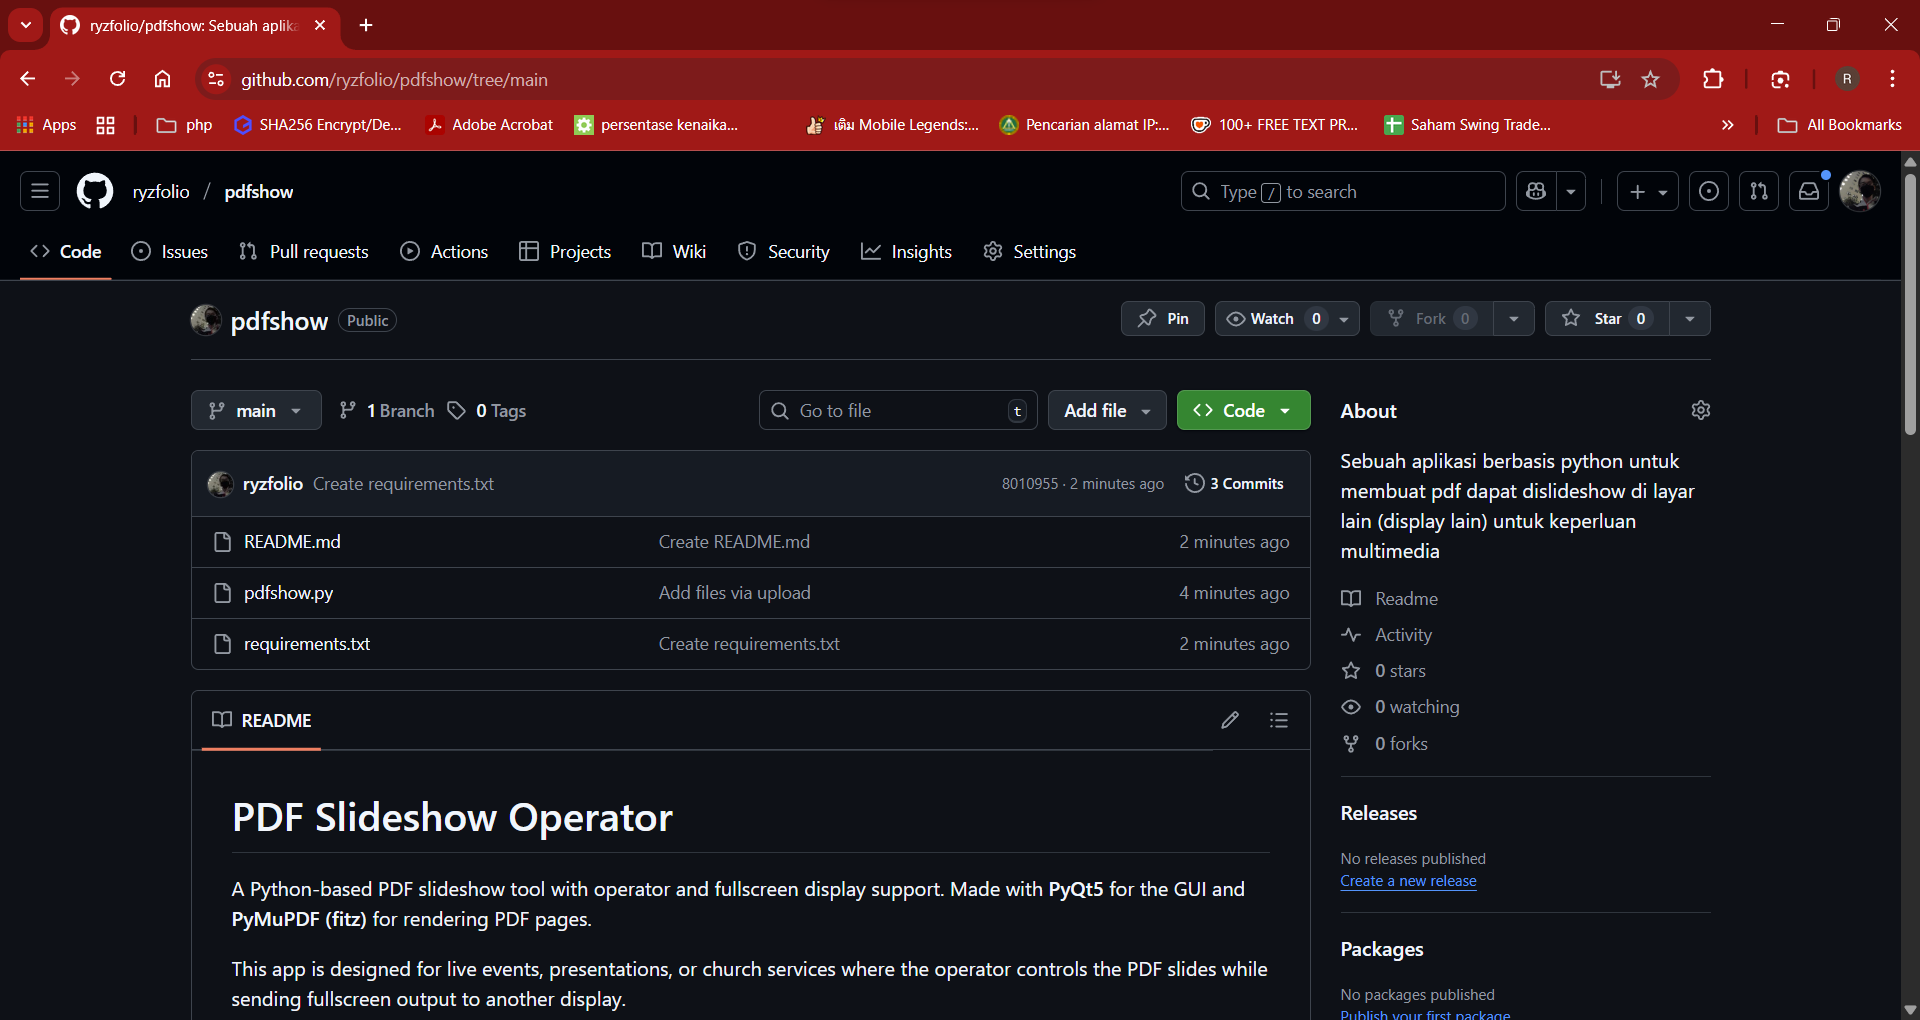 ryzfolio/pdfshow: Sebuah aplika
github.com/ryzfolio/pdfshow/tree/main
Apps
php
SHA256 Encrypt/De...
Adobe Acrobat
persentase kenaika...
เติม Mobile Legends:...
Pencarian alamat IP:...
100+ FREE TEXT PR...
Saham Swing Trade...
All Bookmarks
R
ryzfolio / pdfshow
Type / to search
Code
Issues
Pull requests
Actions
Projects
Wiki
Security
Insights
Settings
pdfshow Public
Pin
Watch 0
Fork 0
Star 0
main
1 Branch
0 Tags
Go to file t
Add file
Code
ryzfolio Create requirements.txt 8010955 · 2 minutes ago 3 Commits
README.md Create README.md 2 minutes ago
pdfshow.py Add files via upload 4 minutes ago
requirements.txt Create requirements.txt 2 minutes ago
README
PDF Slideshow Operator
A Python-based PDF slideshow tool with operator and fullscreen display support. Made with PyQt5 for the GUI and
PyMuPDF (fitz) for rendering PDF pages.
This app is designed for live events, presentations, or church services where the operator controls the PDF slides while
sending fullscreen output to another display.
About
Sebuah aplikasi berbasis python untuk
membuat pdf dapat dislideshow di layar
lain (display lain) untuk keperluan
multimedia
Readme
Activity
0 stars
0 watching
0 forks
Releases
No releases published
Create a new release
Packages
No packages published
Publish your first package